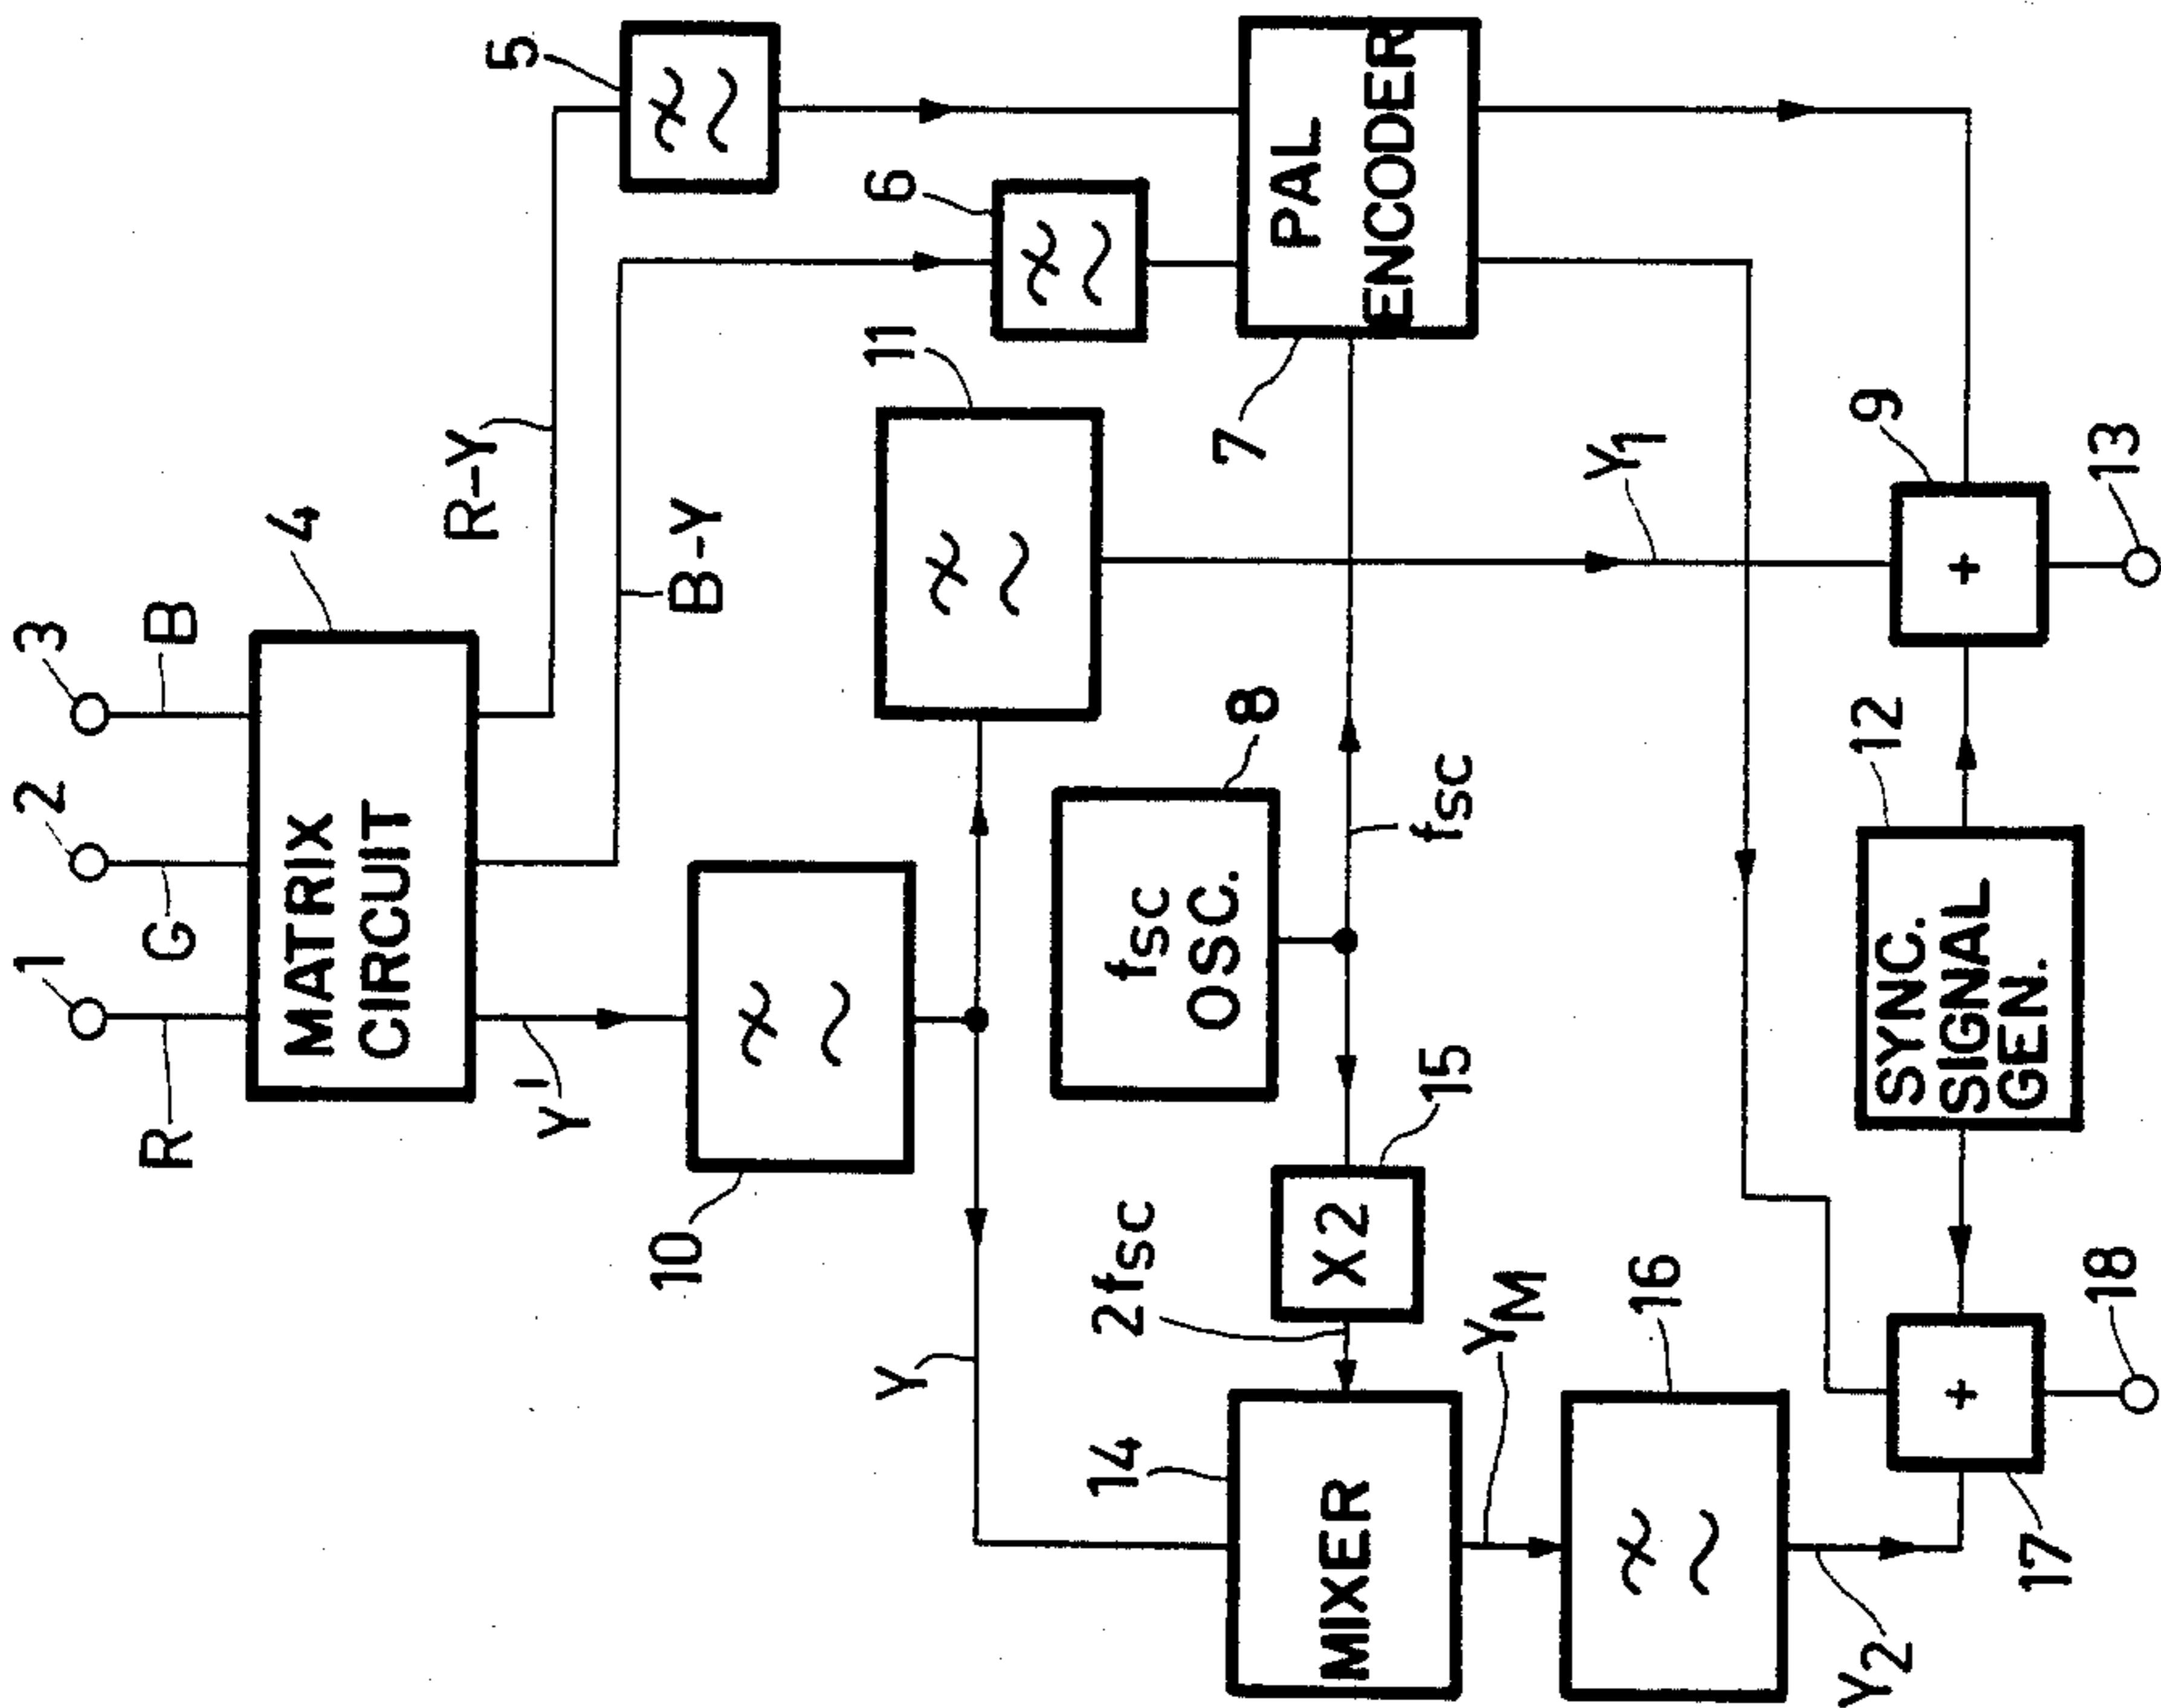 1
2
3
R
G
B
4
MATRIX
CIRCUIT
Y'
R-Y
B-Y
5
6
10
11
Y
fsc
OSC.
8
fsc
7
PAL
ENCODER
2fsc
X2
15
14
MIXER
YM
16
Y1
Y2
SYNC.
SIGNAL
GEN.
12
9
+
13
17
+
18